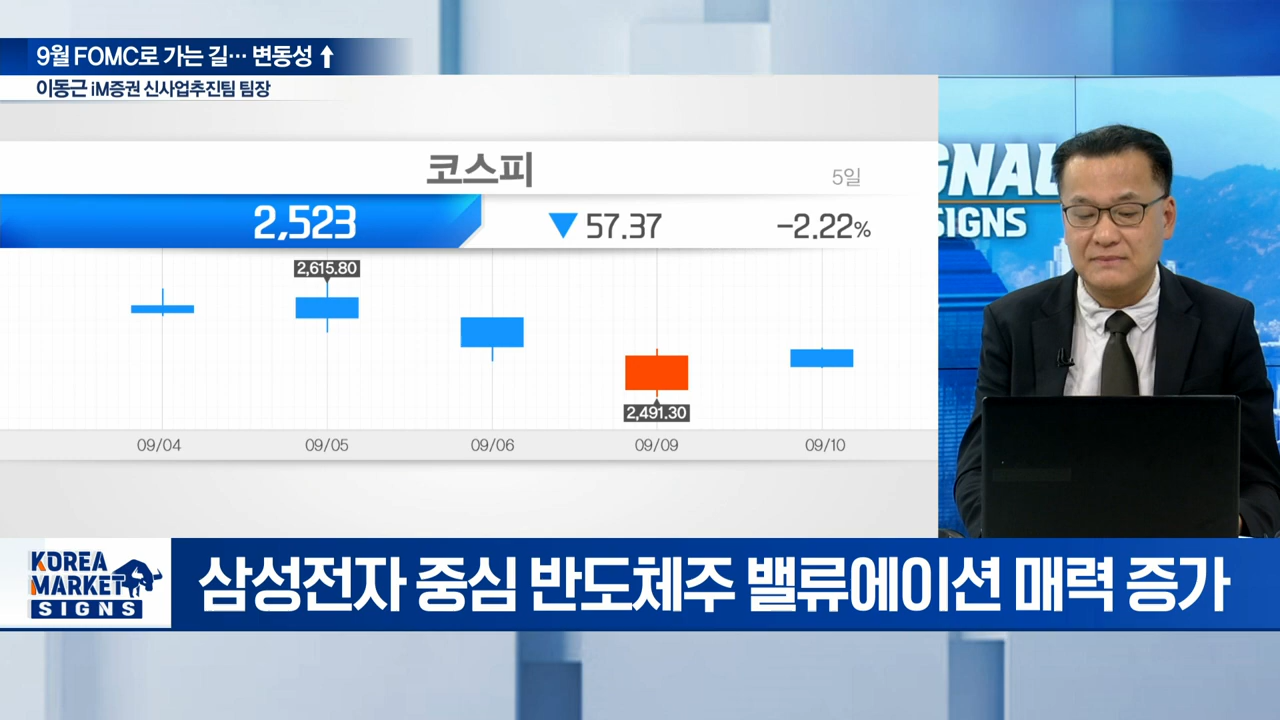 9월 FOMC로 가는 길… 변동성 ↑
이동근 iM증권 신사업추진팀 팀장
코스피
5일
2,523
▼ 57.37
-2.22%
2,615.80
2,491.30
09/04
09/05
09/06
09/09
09/10
GNAL
SIGNS
KOREA
MARKET
SIGNS
삼성전자 중심 반도체주 밸류에이션 매력 증가